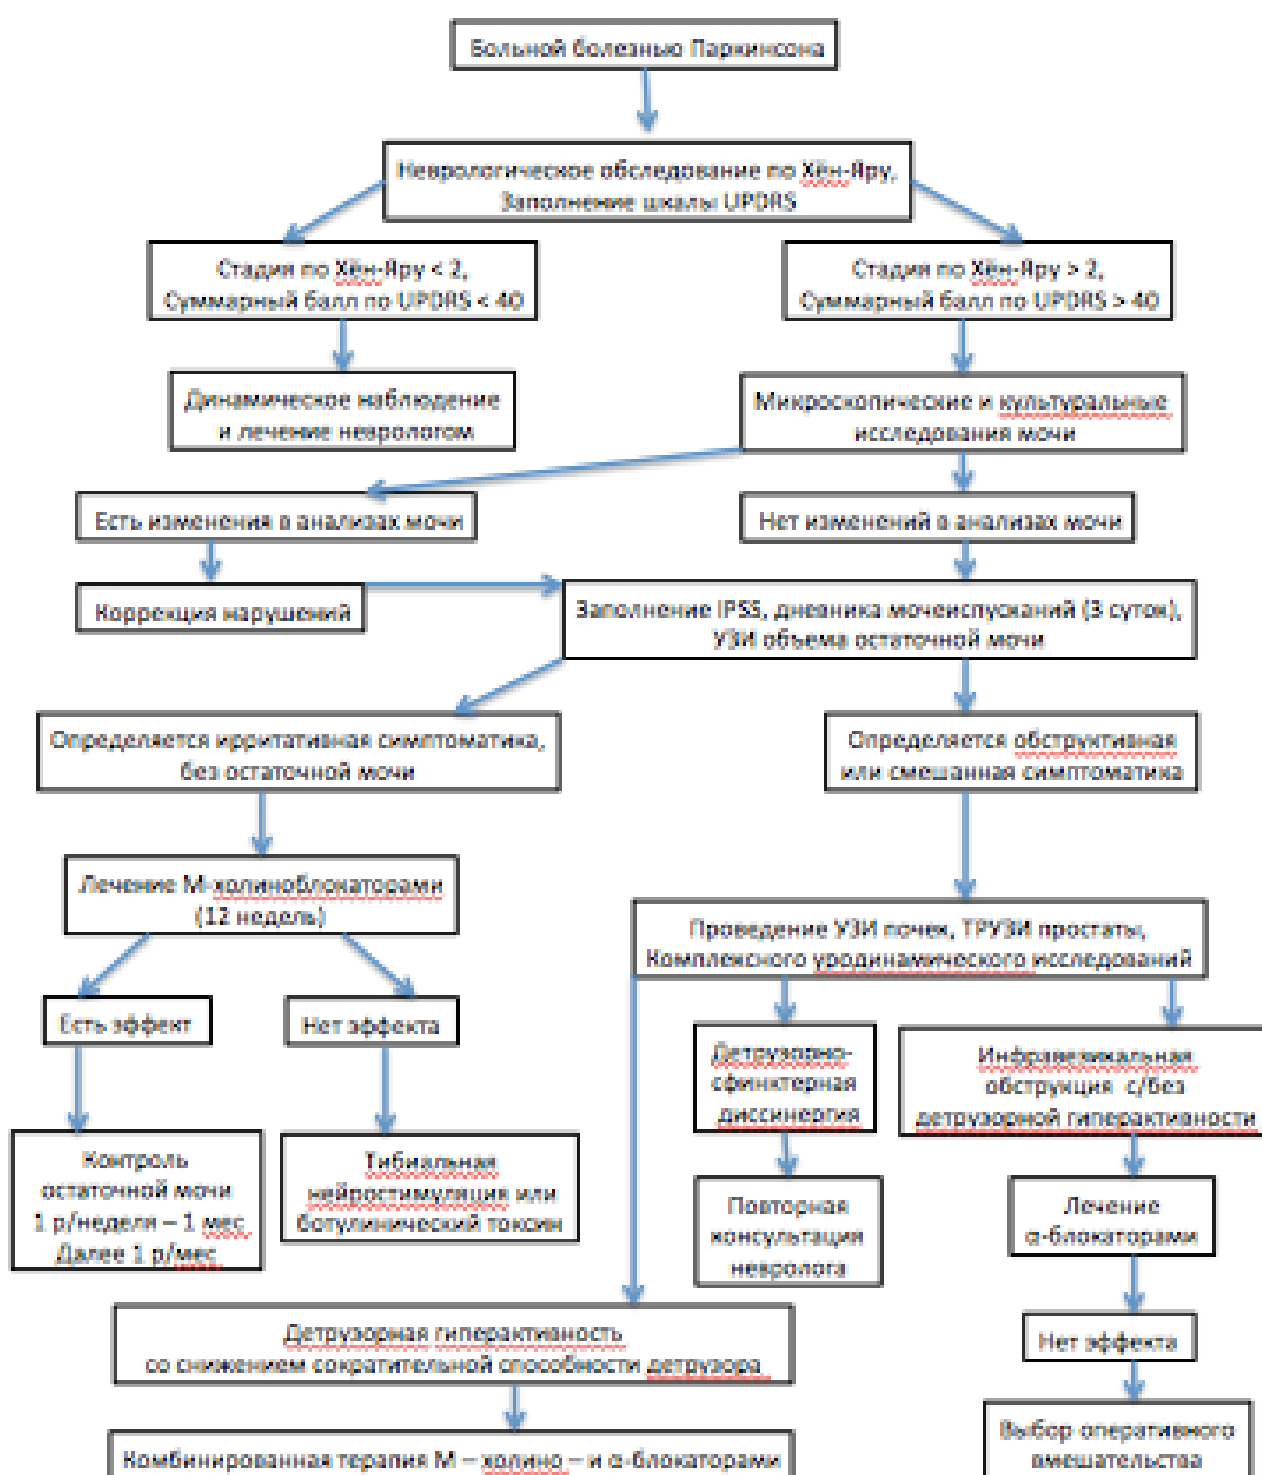 Больной болезнью Паркинсона
Неврологическое обследование по Хён-Яру,
Заполнение шкалы UPDRS
Стадия по Хён-Яру < 2,
Суммарный балл по UPDRS < 40
Стадия по Хён-Яру > 2,
Суммарный балл по UPDRS > 40
Динамическое наблюдение
и лечение неврологом
Микроскопические и культуральные
исследования мочи
Есть изменения в анализах мочи
Нет изменений в анализах мочи
Коррекция нарушений
Заполнение IPSS, дневника мочеиспусканий (3 суток),
УЗИ объема остаточной мочи
Определяется ирритативная симптоматика,
без остаточной мочи
Определяется обструктивная
или смешанная симптоматика
Лечение М-холиноблокаторами
(12 недель)
Проведение УЗИ почек, ТРУЗИ простаты,
Комплексного уродинамического исследований
Есть эффект
Нет эффекта
Детрузорно-
сфинктерная
диссинергия
Инфравезикальная
обструкция с/без
детрузорной гиперактивности
Контроль
остаточной мочи
1 р/неделя – 1 мес
Далее 1 р/мес
Тибиальная
нейростимуляция или
ботулинический токсин
Повторная
консультация
невролога
Лечение
α-блокаторами
Детрузорная гиперактивность
со снижением сократительной способности детрузора
Нет эффекта
Комбинированная терапия М – холино – и α-блокаторами
Выбор оперативного
вмешательства